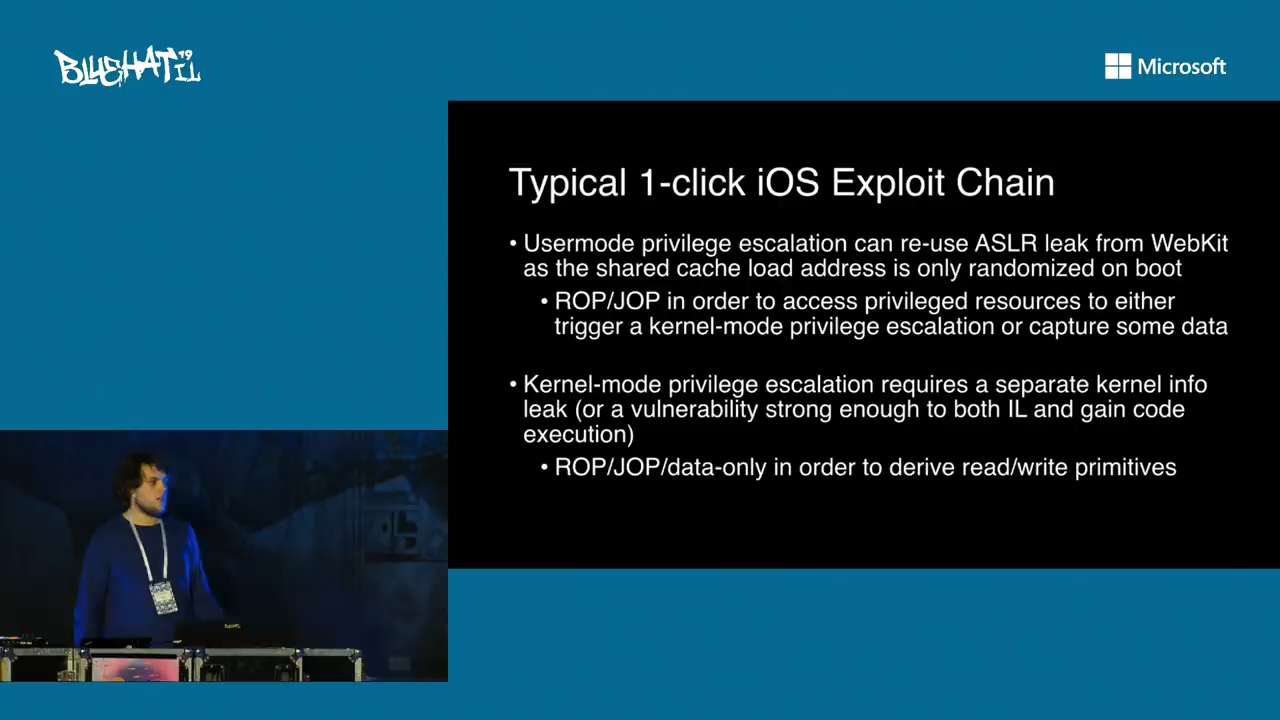 BLUEHAT
19
IL
Microsoft
Typical 1-click iOS Exploit Chain
• Usermode privilege escalation can re-use ASLR leak from WebKit
as the shared cache load address is only randomized on boot
• ROP/JOP in order to access privileged resources to either
trigger a kernel-mode privilege escalation or capture some data
• Kernel-mode privilege escalation requires a separate kernel info
leak (or a vulnerability strong enough to both IL and gain code
execution)
• ROP/JOP/data-only in order to derive read/write primitives